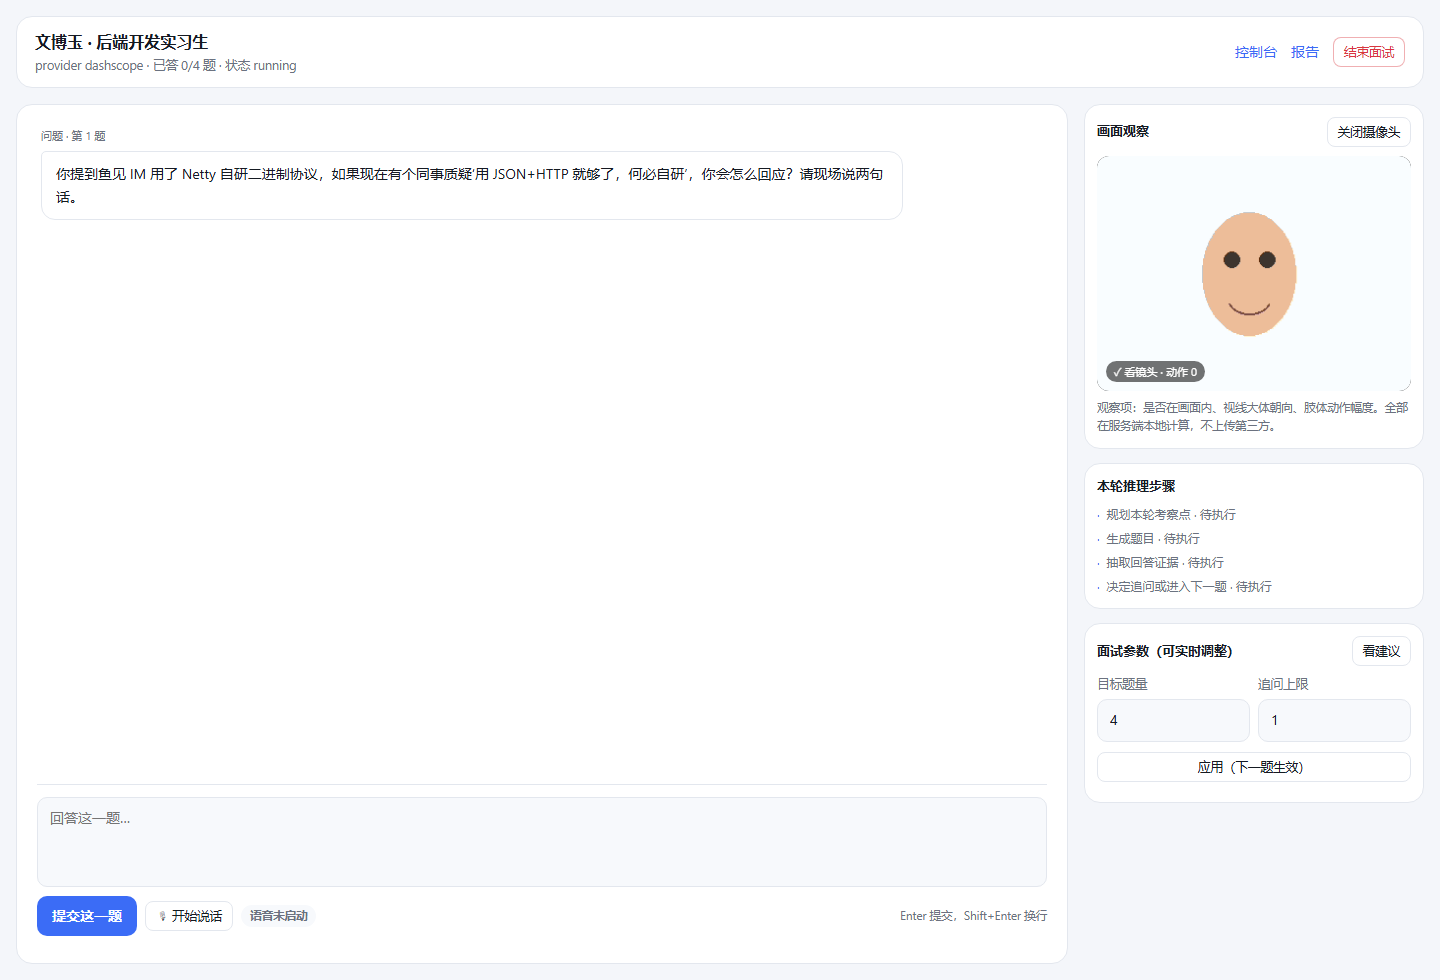 文博玉 · 后端开发实习生
provider dashscope · 已答 0/4 题 · 状态 running
控制台
报告
结束面试
问题 · 第 1 题
你提到鱼见 IM 用了 Netty 自研二进制协议，如果现在有个同事质疑‘用 JSON+HTTP 就够了，何必自研’，你会怎么回应？请现场说两句
话。
回答这一题...
提交这一题
开始说话
语音未启动
Enter 提交，Shift+Enter 换行
画面观察
关闭摄像头
✓ 看镜头 · 动作 0
观察项：是否在画面内、视线大体朝向、肢体动作幅度。全部
在服务端本地计算，不上传第三方。
本轮推理步骤
· 规划本轮考察点 · 待执行
· 生成题目 · 待执行
· 抽取回答证据 · 待执行
· 决定追问或进入下一题 · 待执行
面试参数（可实时调整）
看建议
目标题量
追问上限
4
1
应用（下一题生效）